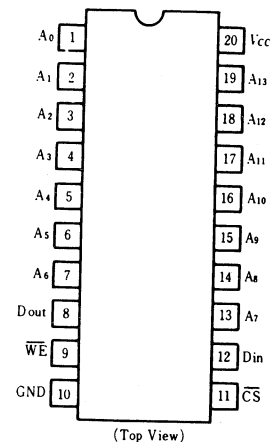 A0 1 20 Vcc
A1 2 19 A13
A2 3 18 A12
A3 4 17 A11
A4 5 16 A10
A5 6 15 A9
A6 7 14 A8
Dout 8 13 A7
W̅E̅ 9 12 Din
GND 10 11 C̅S̅
(Top View)